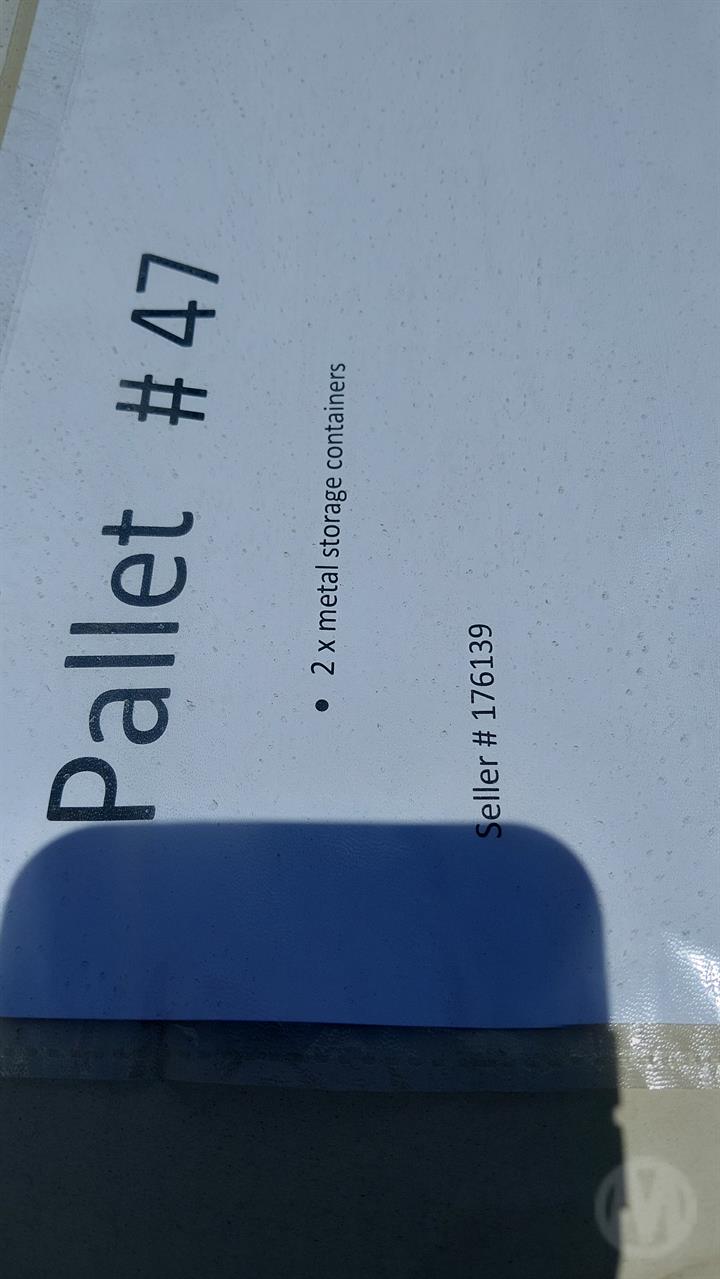 Pallet # 47
• 2 x metal storage containers
Seller # 176139